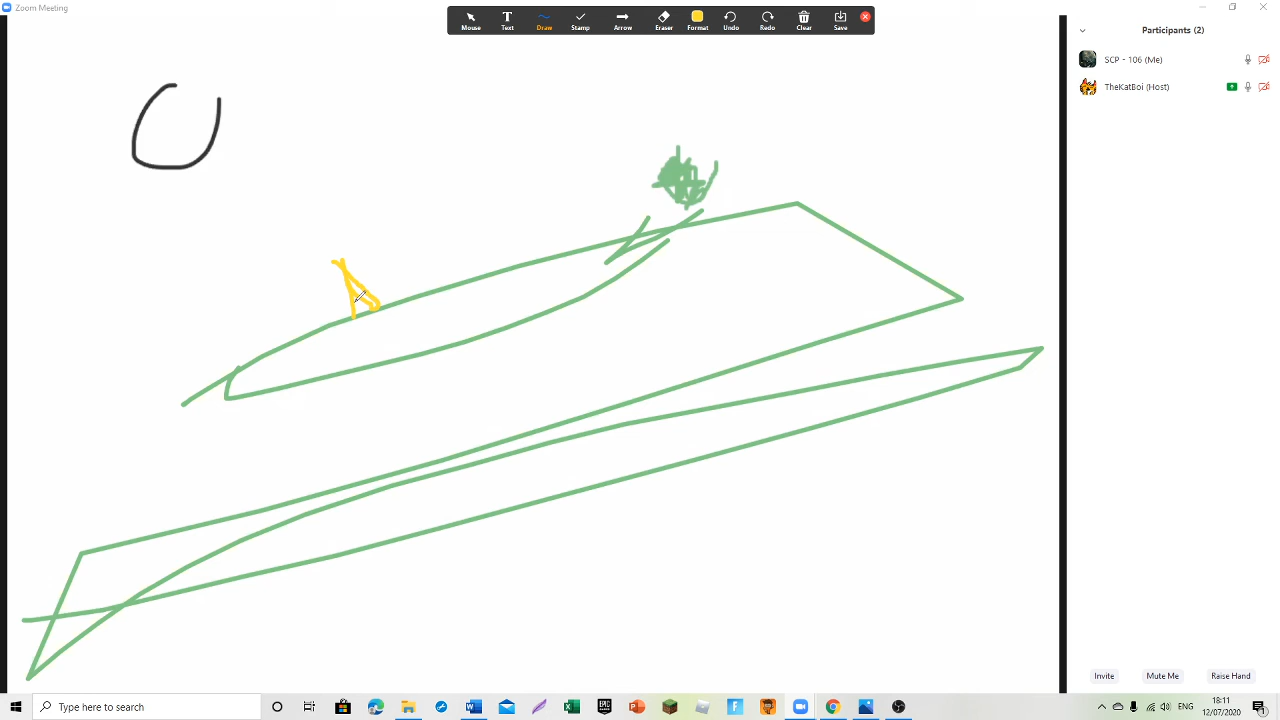 Zoom Meeting
Mouse Text Draw Stamp Arrow Eraser Format Undo Redo Clear Save
Participants (2)
SCP - 106 (Me)
TheKatBoi (Host)
Invite Mute Me Raise Hand
Type here to search
ENG
18:11
12/07/2020